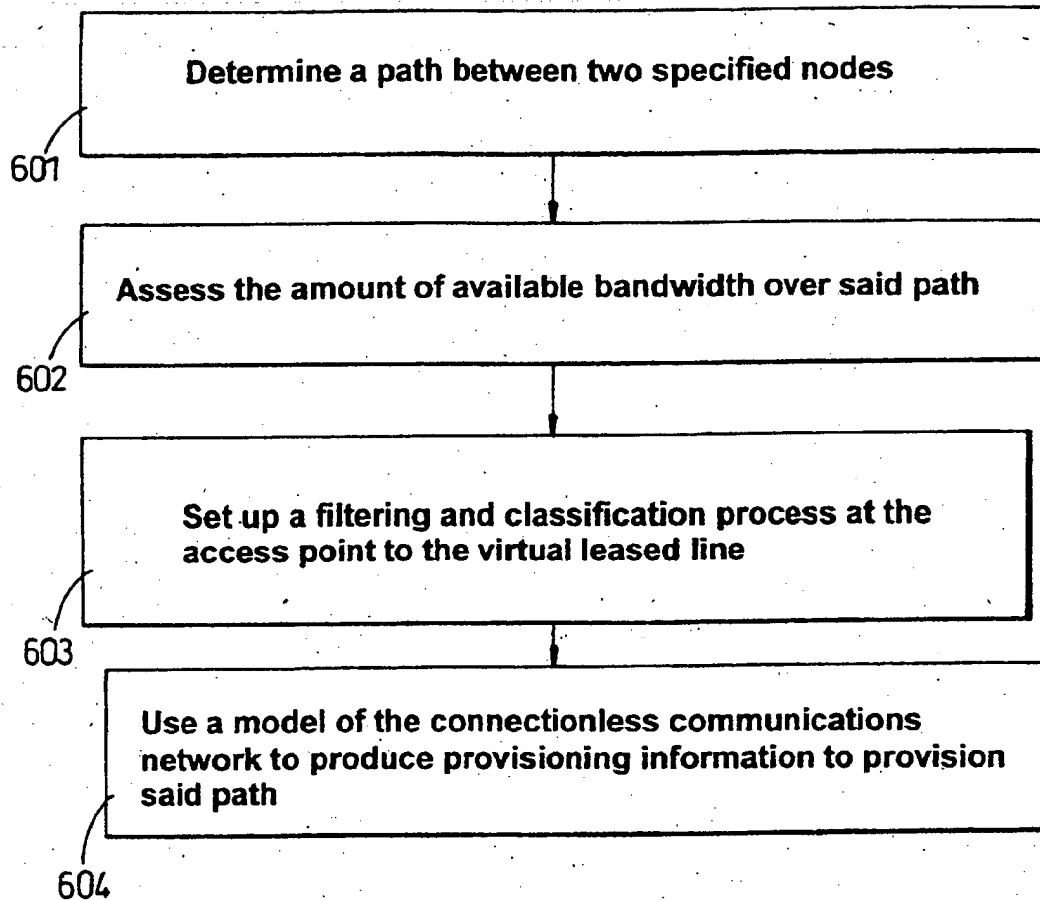 Determine a path between two specified nodes
601
Assess the amount of available bandwidth over said path
602
Set up a filtering and classification process at the
access point to the virtual leased line
603
Use a model of the connectionless communications
network to produce provisioning information to provision
said path
604